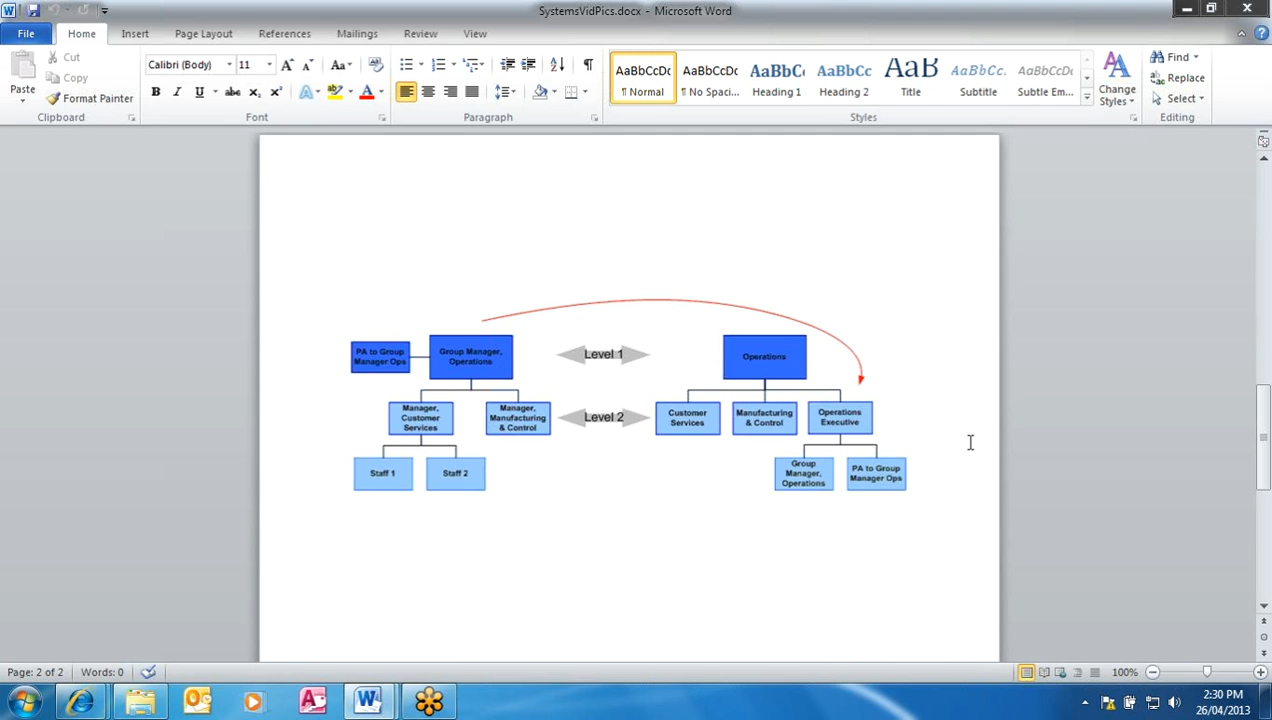 SystemsVidPics.docx - Microsoft Word
File Home Insert Page Layout References Mailings Review View
Paste
Cut
Copy
Format Painter
Clipboard
Calibri (Body) 11
Font
Paragraph
AaBbCcDc AaBbCcDc AaBbCc AaBbCc AaB AaBbCc. AaBbCcDc
¶ Normal ¶ No Spaci... Heading 1 Heading 2 Title Subtitle Subtle Em...
Styles
Change
Styles
Find
Replace
Select
Editing
PA to Group
Manager Ops
Group Manager,
Operations
Level 1
Operations
Manager,
Customer
Services
Manager,
Manufacturing
& Control
Level 2
Customer
Services
Manufacturing
& Control
Operations
Executive
Staff 1
Staff 2
Group
Manager,
Operations
PA to Group
Manager Ops
Page: 2 of 2 Words: 0
100%
2:30 PM
26/04/2013